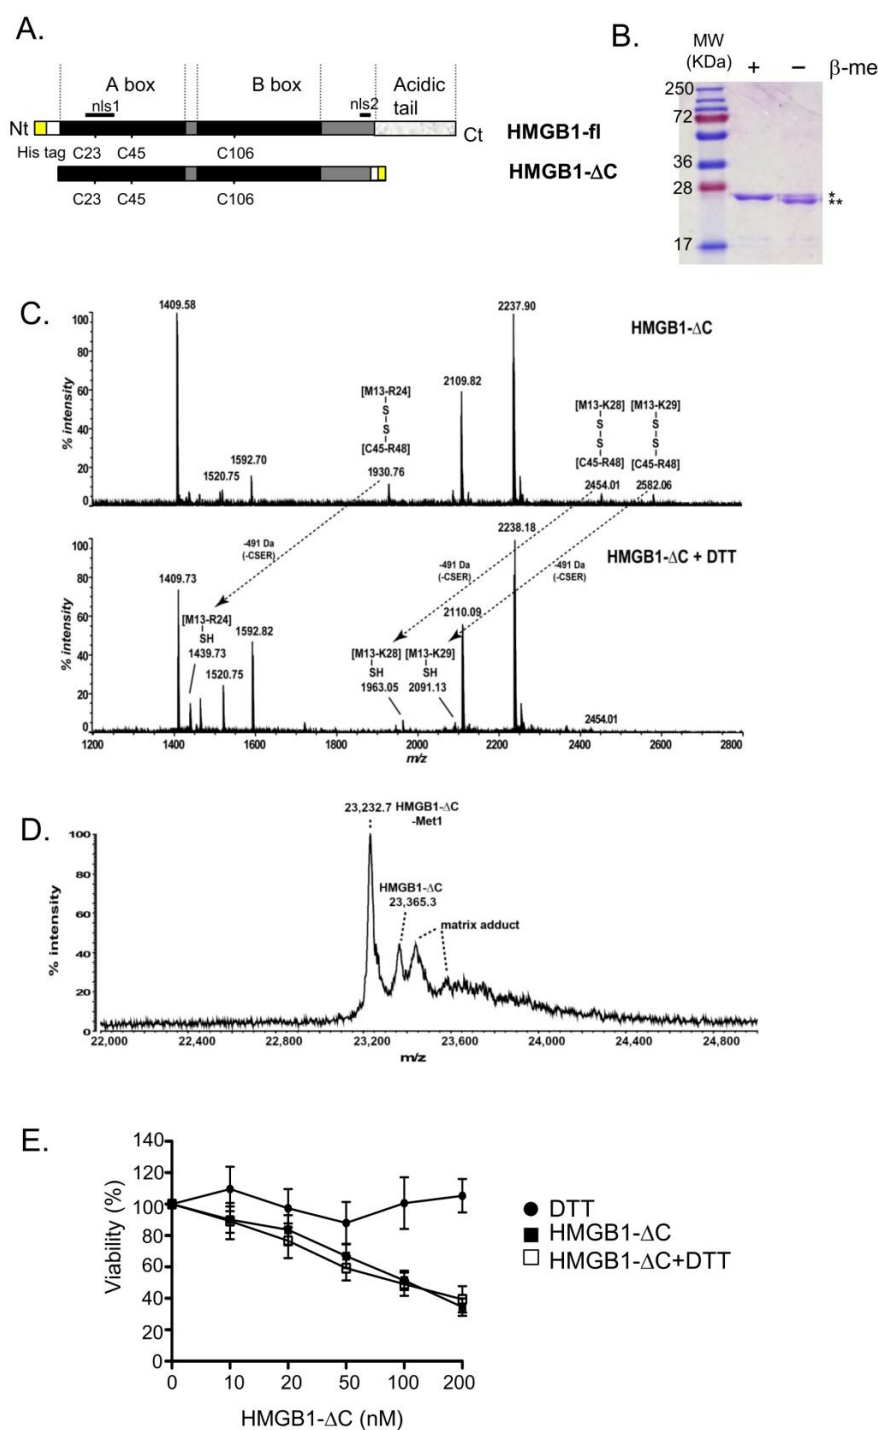 A.
A box
B box
Acidic
tail
nls1
nls2
Nt
Ct
His tag
C23
C45
C106
HMGB1-fl
HMGB1-ΔC
C23
C45
C106
B.
MW
(KDa)
+
−
β-me
250
72
36
28
17
*
**
C.
% intensity
100
80
60
40
20
0
1409.58
1520.75
1592.70
[M13-R24]
S
S
[C45-R48]
1930.76
2109.82
2237.90
HMGB1-ΔC
[M13-K28]
S
S
[C45-R48]
2454.01
[M13-K29]
S
S
[C45-R48]
2582.06
-491 Da
(-CSER)
-491 Da
(-CSER)
-491 Da
(-CSER)
% intensity
100
80
60
40
20
0
1409.73
[M13-R24]
SH
1439.73
1520.75
1592.82
[M13-K28]
SH
1963.05
[M13-K29]
SH
2091.13
2110.09
2238.18
HMGB1-ΔC + DTT
2454.01
1200
1400
1600
1800
2000
2200
2400
2600
2800
m/z
D.
23,232.7 HMGB1-ΔC
-Met1
HMGB1-ΔC
23,365.3
matrix adduct
% intensity
100
80
60
40
20
0
22,000
22,400
22,800
23,200
23,600
24,000
24,400
24,800
m/z
E.
Viability (%)
140
120
100
80
60
40
20
0
0
10
20
50
100
200
HMGB1-ΔC (nM)
DTT
HMGB1-ΔC
HMGB1-ΔC+DTT